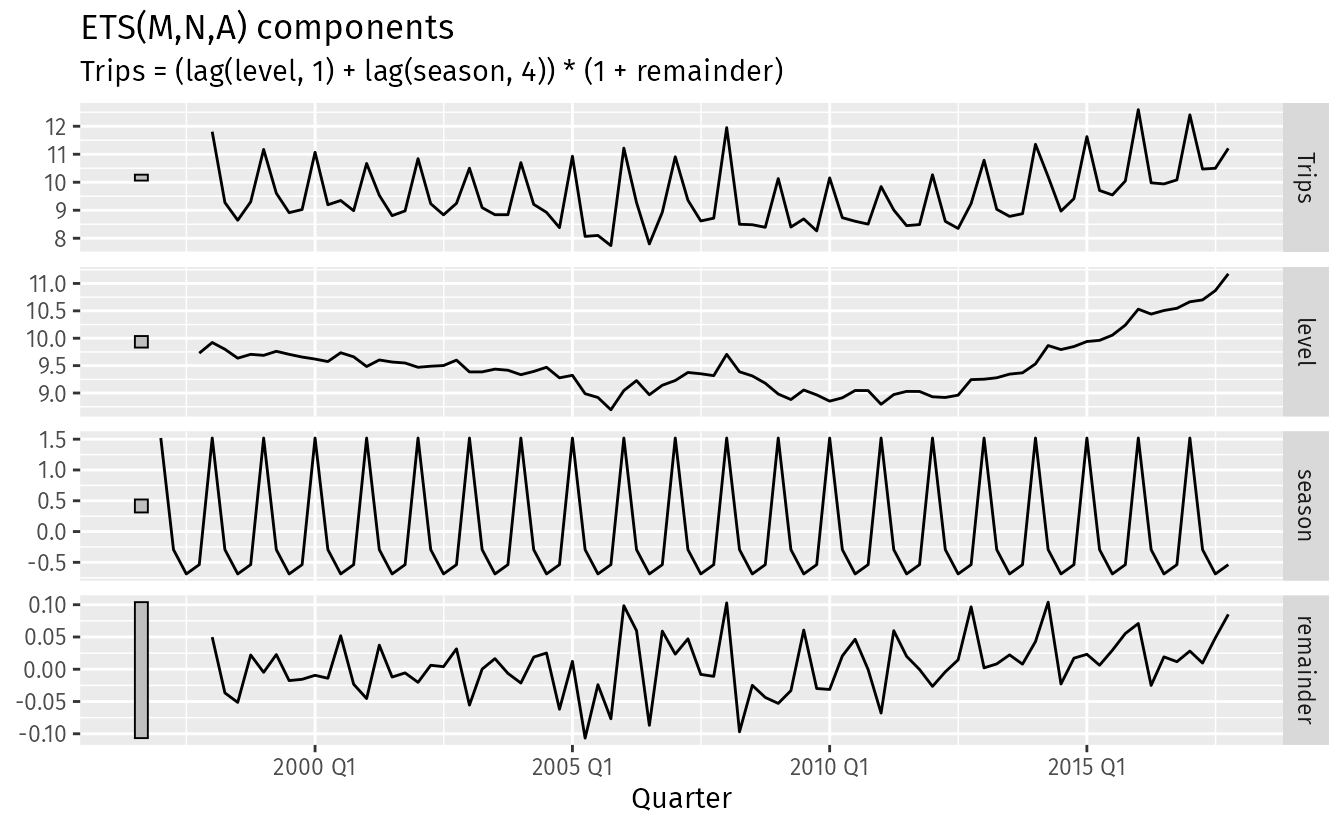 ETS(M,N,A) components
Trips = (lag(level, 1) + lag(season, 4)) * (1 + remainder)
12
11
10
9
8
Trips
11.0
10.5
10.0
9.5
9.0
level
1.5
1.0
0.5
0.0
-0.5
season
0.10
0.05
0.00
-0.05
-0.10
remainder
2000 Q1
2005 Q1
2010 Q1
2015 Q1
Quarter